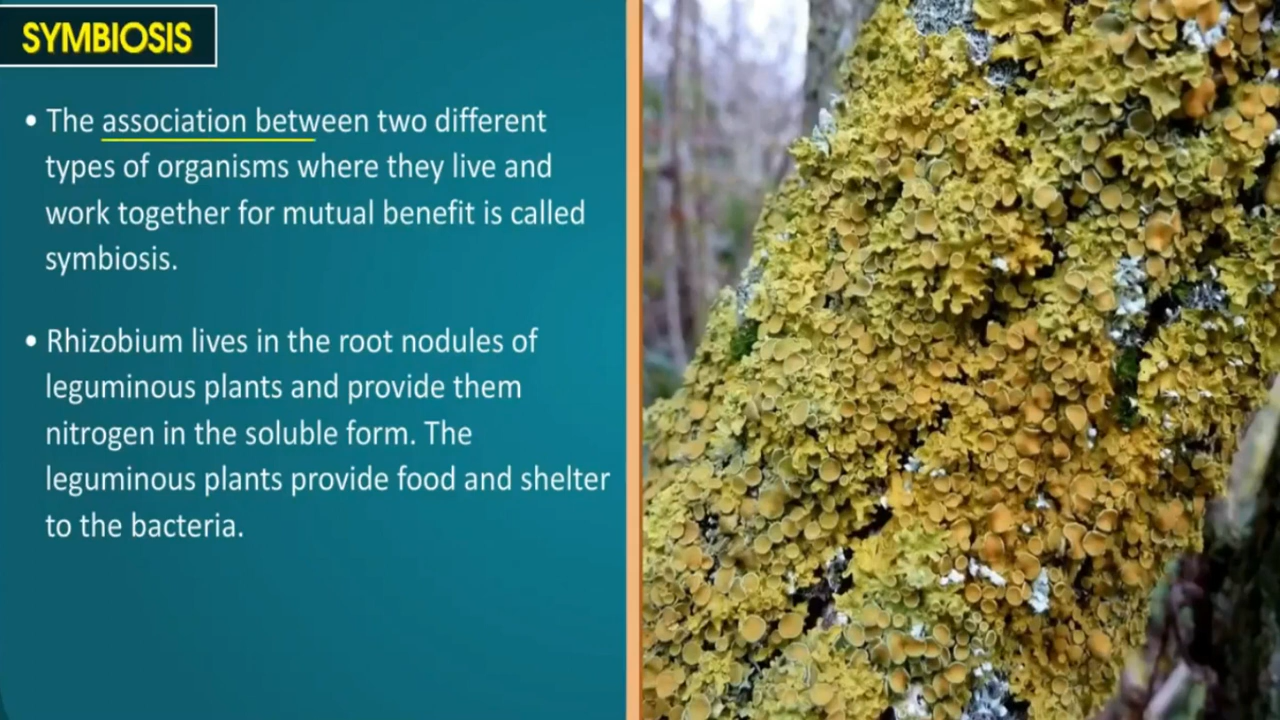 SYMBIOSIS
• The association between two different
types of organisms where they live and
work together for mutual benefit is called
symbiosis.
• Rhizobium lives in the root nodules of
leguminous plants and provide them
nitrogen in the soluble form. The
leguminous plants provide food and shelter
to the bacteria.